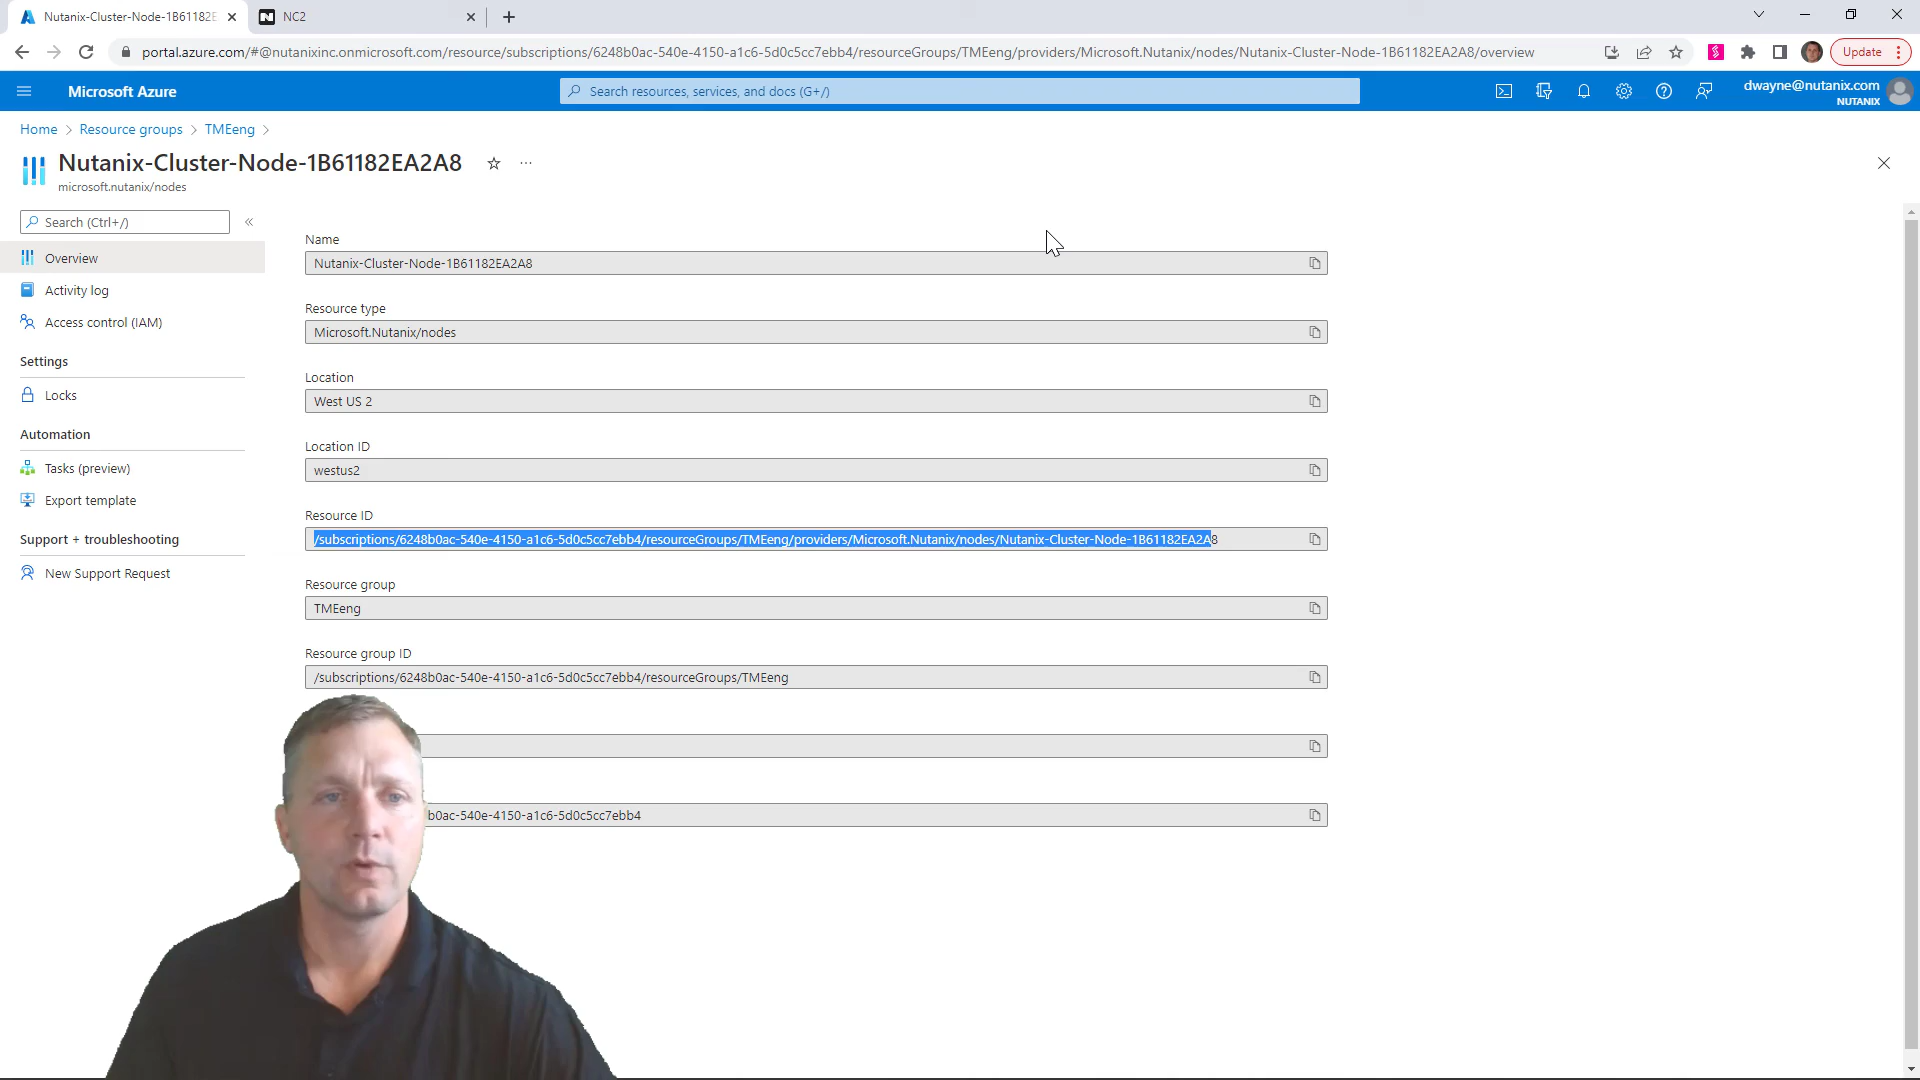 Nutanix-Cluster-Node-1B61182E
NC2
portal.azure.com/#@nutanixinc.onmicrosoft.com/resource/subscriptions/6248b0ac-540e-4150-a1c6-5d0c5cc7ebb4/resourceGroups/TMEeng/providers/Microsoft.Nutanix/nodes/Nutanix-Cluster-Node-1B61182EA2A8/overview
Update
Microsoft Azure
Search resources, services, and docs (G+/)
dwayne@nutanix.com
NUTANIX
Home > Resource groups > TMEeng >
Nutanix-Cluster-Node-1B61182EA2A8
microsoft.nutanix/nodes
Search (Ctrl+/)
Overview
Activity log
Access control (IAM)
Settings
Locks
Automation
Tasks (preview)
Export template
Support + troubleshooting
New Support Request
Name
Nutanix-Cluster-Node-1B61182EA2A8
Resource type
Microsoft.Nutanix/nodes
Location
West US 2
Location ID
westus2
Resource ID
/subscriptions/6248b0ac-540e-4150-a1c6-5d0c5cc7ebb4/resourceGroups/TMEeng/providers/Microsoft.Nutanix/nodes/Nutanix-Cluster-Node-1B61182EA2A8
Resource group
TMEeng
Resource group ID
/subscriptions/6248b0ac-540e-4150-a1c6-5d0c5cc7ebb4/resourceGroups/TMEeng
b0ac-540e-4150-a1c6-5d0c5cc7ebb4